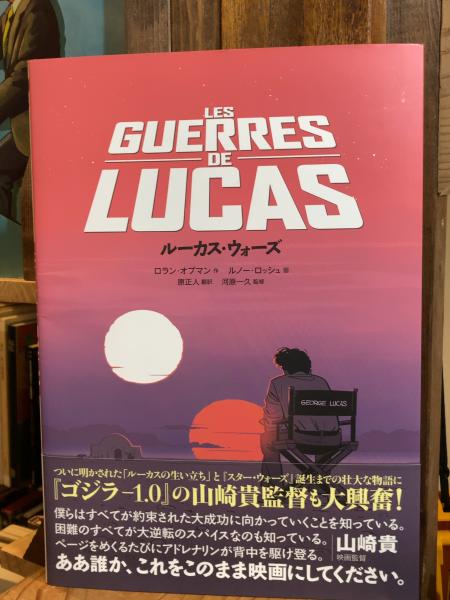 LES
GUERRES
DE
LUCAS
ルーカス・ウォーズ
ロラン・オプマン 作 ルノー・ロッシュ 画
原正人 翻訳 河原一久 監修
GEORGE LUCAS
ついに明かされた「ルーカスの生い立ち」と『スター・ウォーズ』誕生までの壮大な物語に
『ゴジラ−1.0』の山崎貴監督も大興奮!
僕らはすべてが約束された大成功に向かっていくことを知っている。
困難のすべてが大逆転のスパイスなのも知っている。
ページをめくるたびにアドレナリンが背中を駆け登る。
山崎貴
映画監督
ああ誰か、これをこのまま映画にしてください。